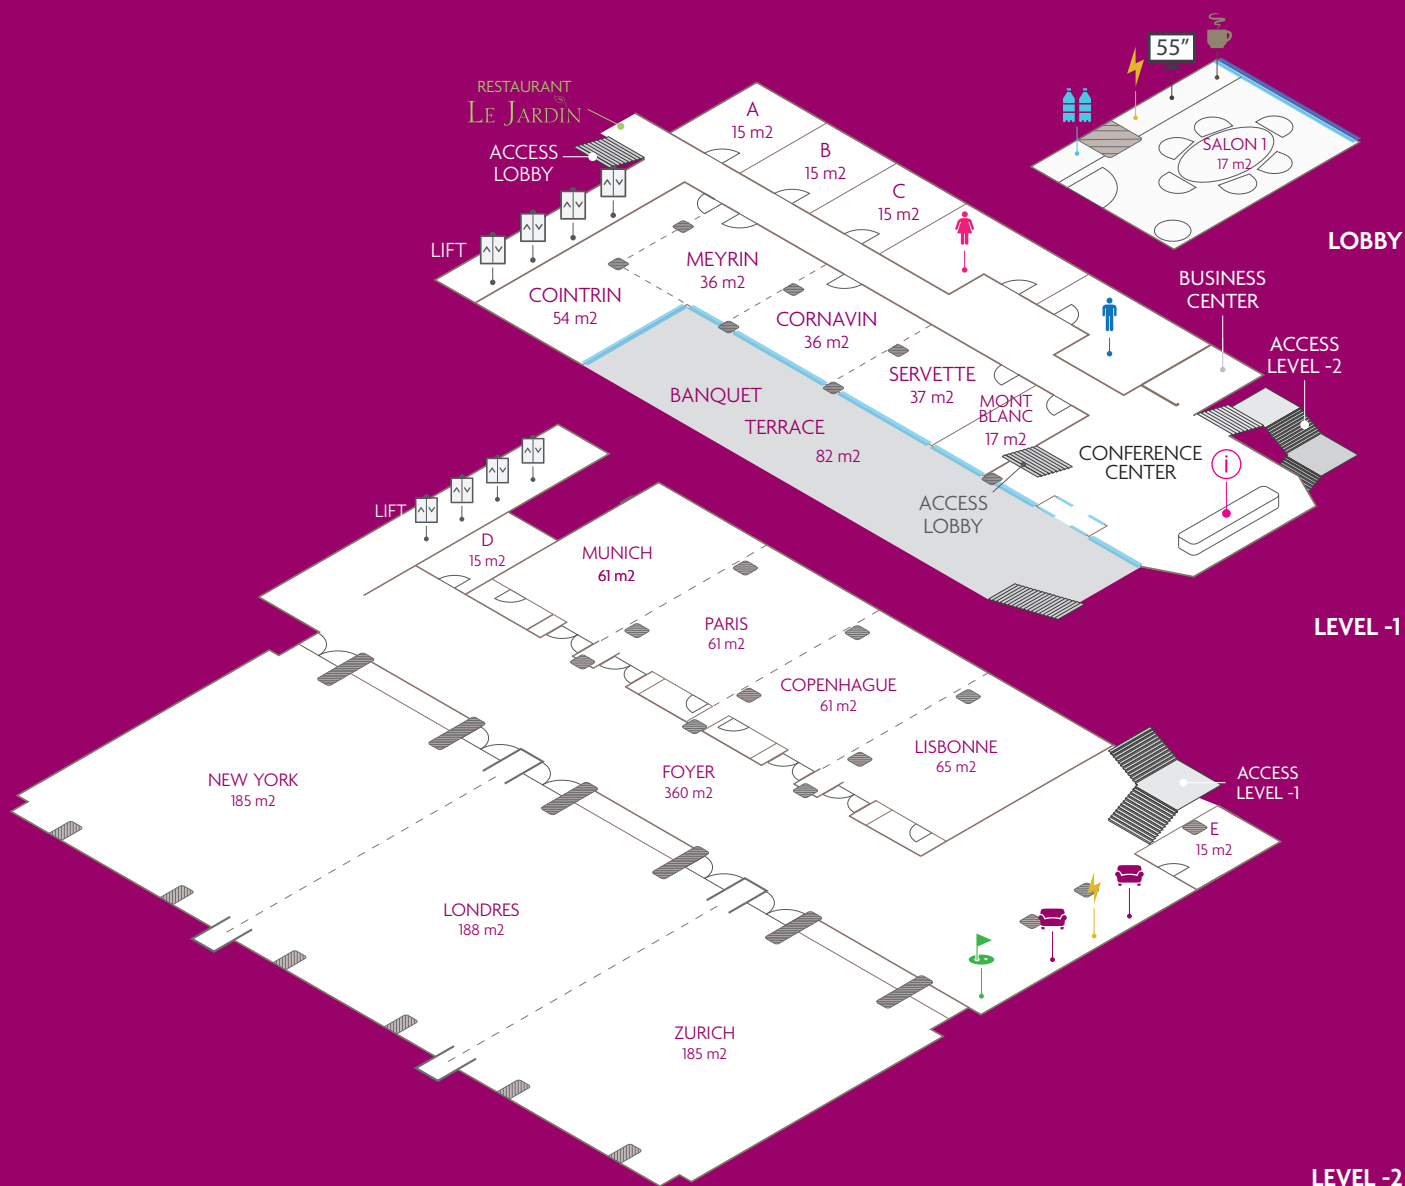 55"
SALON 1
17 m2
LOBBY
RESTAURANT
LE JARDIN
ACCESS
LOBBY
LIFT
A
15 m2
B
15 m2
C
15 m2
MEYRIN
36 m2
COINTRIN
54 m2
CORNAVIN
36 m2
SERVETTE
37 m2
MONT
BLANC
17 m2
BANQUET
TERRACE
82 m2
BUSINESS
CENTER
ACCESS
LEVEL -2
CONFERENCE
CENTER
i
ACCESS
LOBBY
LEVEL -1
LIFT
D
15 m2
MUNICH
61 m2
PARIS
61 m2
COPENHAGUE
61 m2
LISBONNE
65 m2
FOYER
360 m2
NEW YORK
185 m2
LONDRES
188 m2
ZURICH
185 m2
ACCESS
LEVEL -1
E
15 m2
LEVEL -2